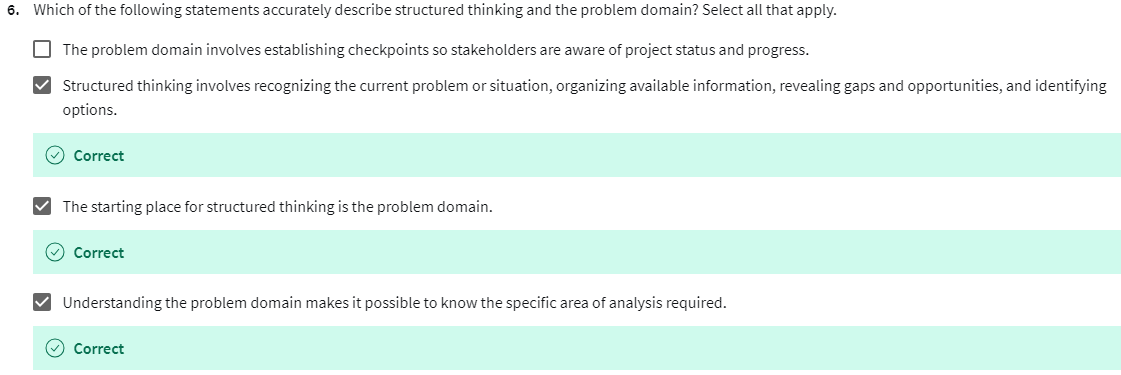 6. Which of the following statements accurately describe structured thinking and the problem domain? Select all that apply.
The problem domain involves establishing checkpoints so stakeholders are aware of project status and progress.
Structured thinking involves recognizing the current problem or situation, organizing available information, revealing gaps and opportunities, and identifying
options.
Correct
The starting place for structured thinking is the problem domain.
Correct
Understanding the problem domain makes it possible to know the specific area of analysis required.
Correct